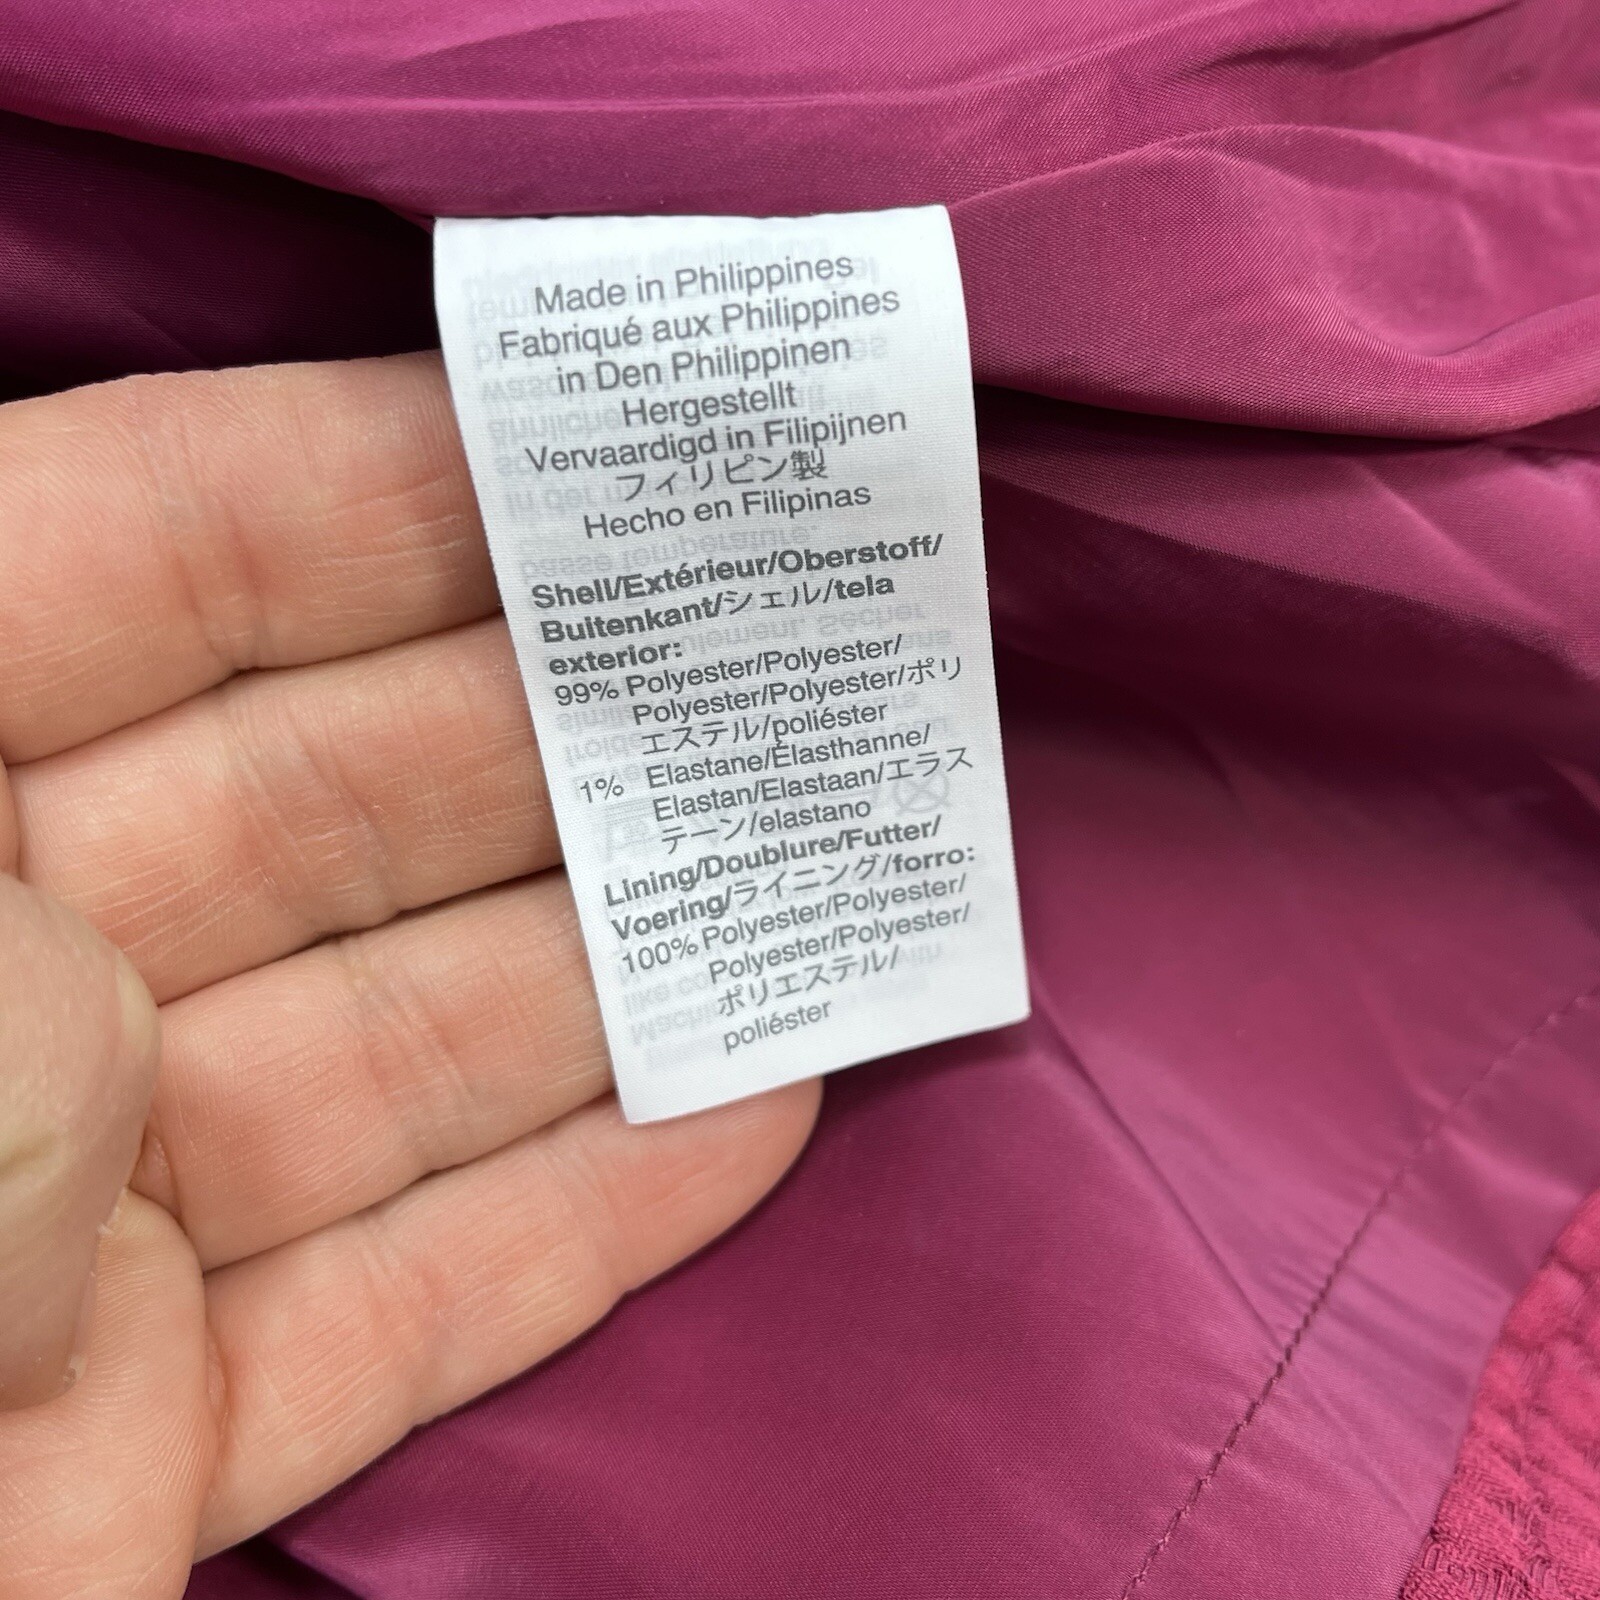 Made in Philippines
Fabriqué aux Philippines
in Den Philippinen
Hergestellt
Vervaardigd in Filipijnen
フィリピン製
Hecho en Filipinas
Shell/Extérieur/Oberstoff/
Buitenkant/シェル/tela
exterior:
99% Polyester/Polyester/
Polyester/Polyester/ポリ
エステル/poliéster
1% Elastane/Élasthanne/
Elastan/Elastaan/エラス
テーン/elastano
Lining/Doublure/Futter/
Voering/ライニング/forro:
100% Polyester/Polyester/
Polyester/Polyester/
ポリエステル/
poliéster